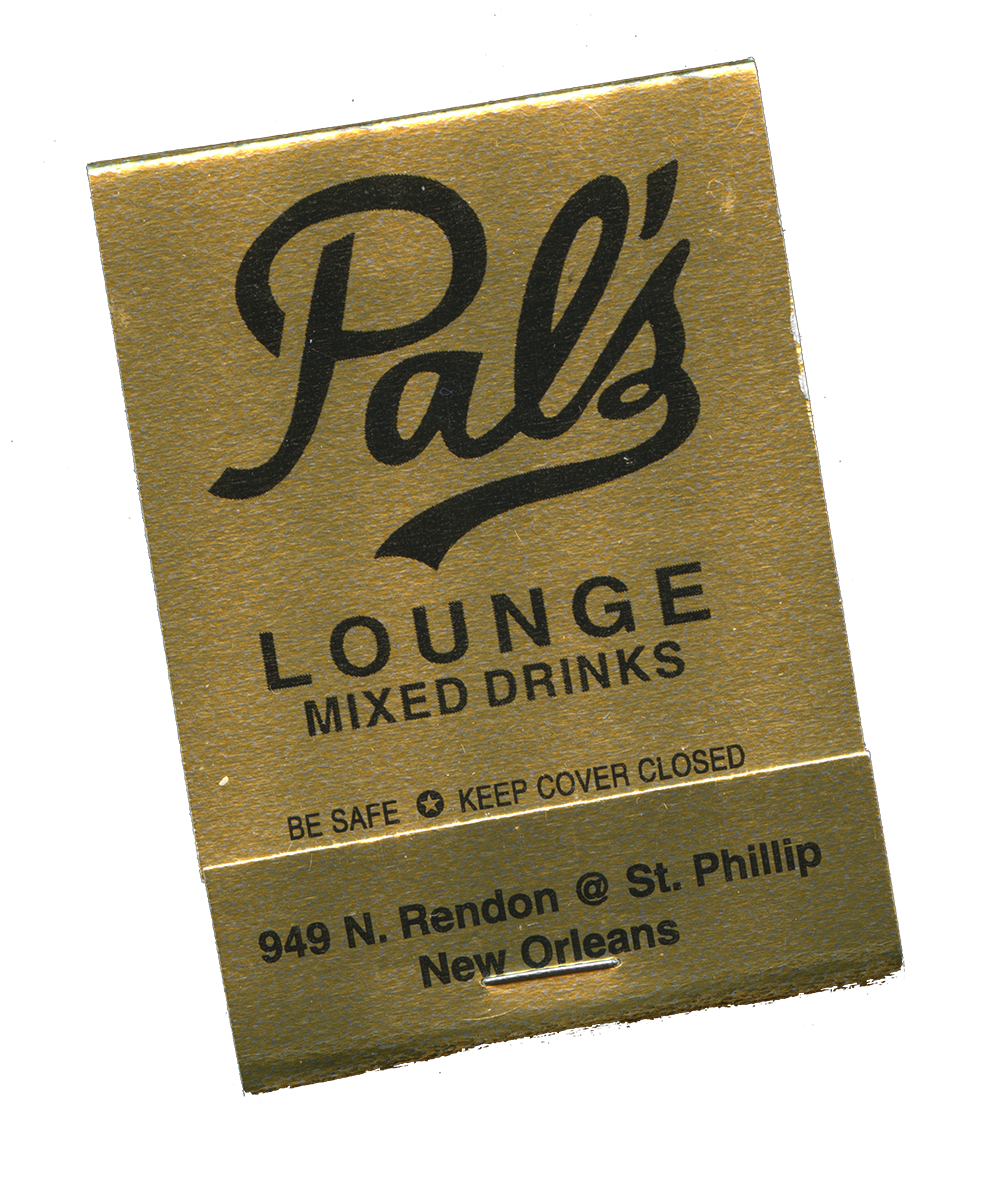 Pal's
LOUNGE
MIXED DRINKS
BE SAFE ✪ KEEP COVER CLOSED
949 N. Rendon @ St. Phillip
New Orleans